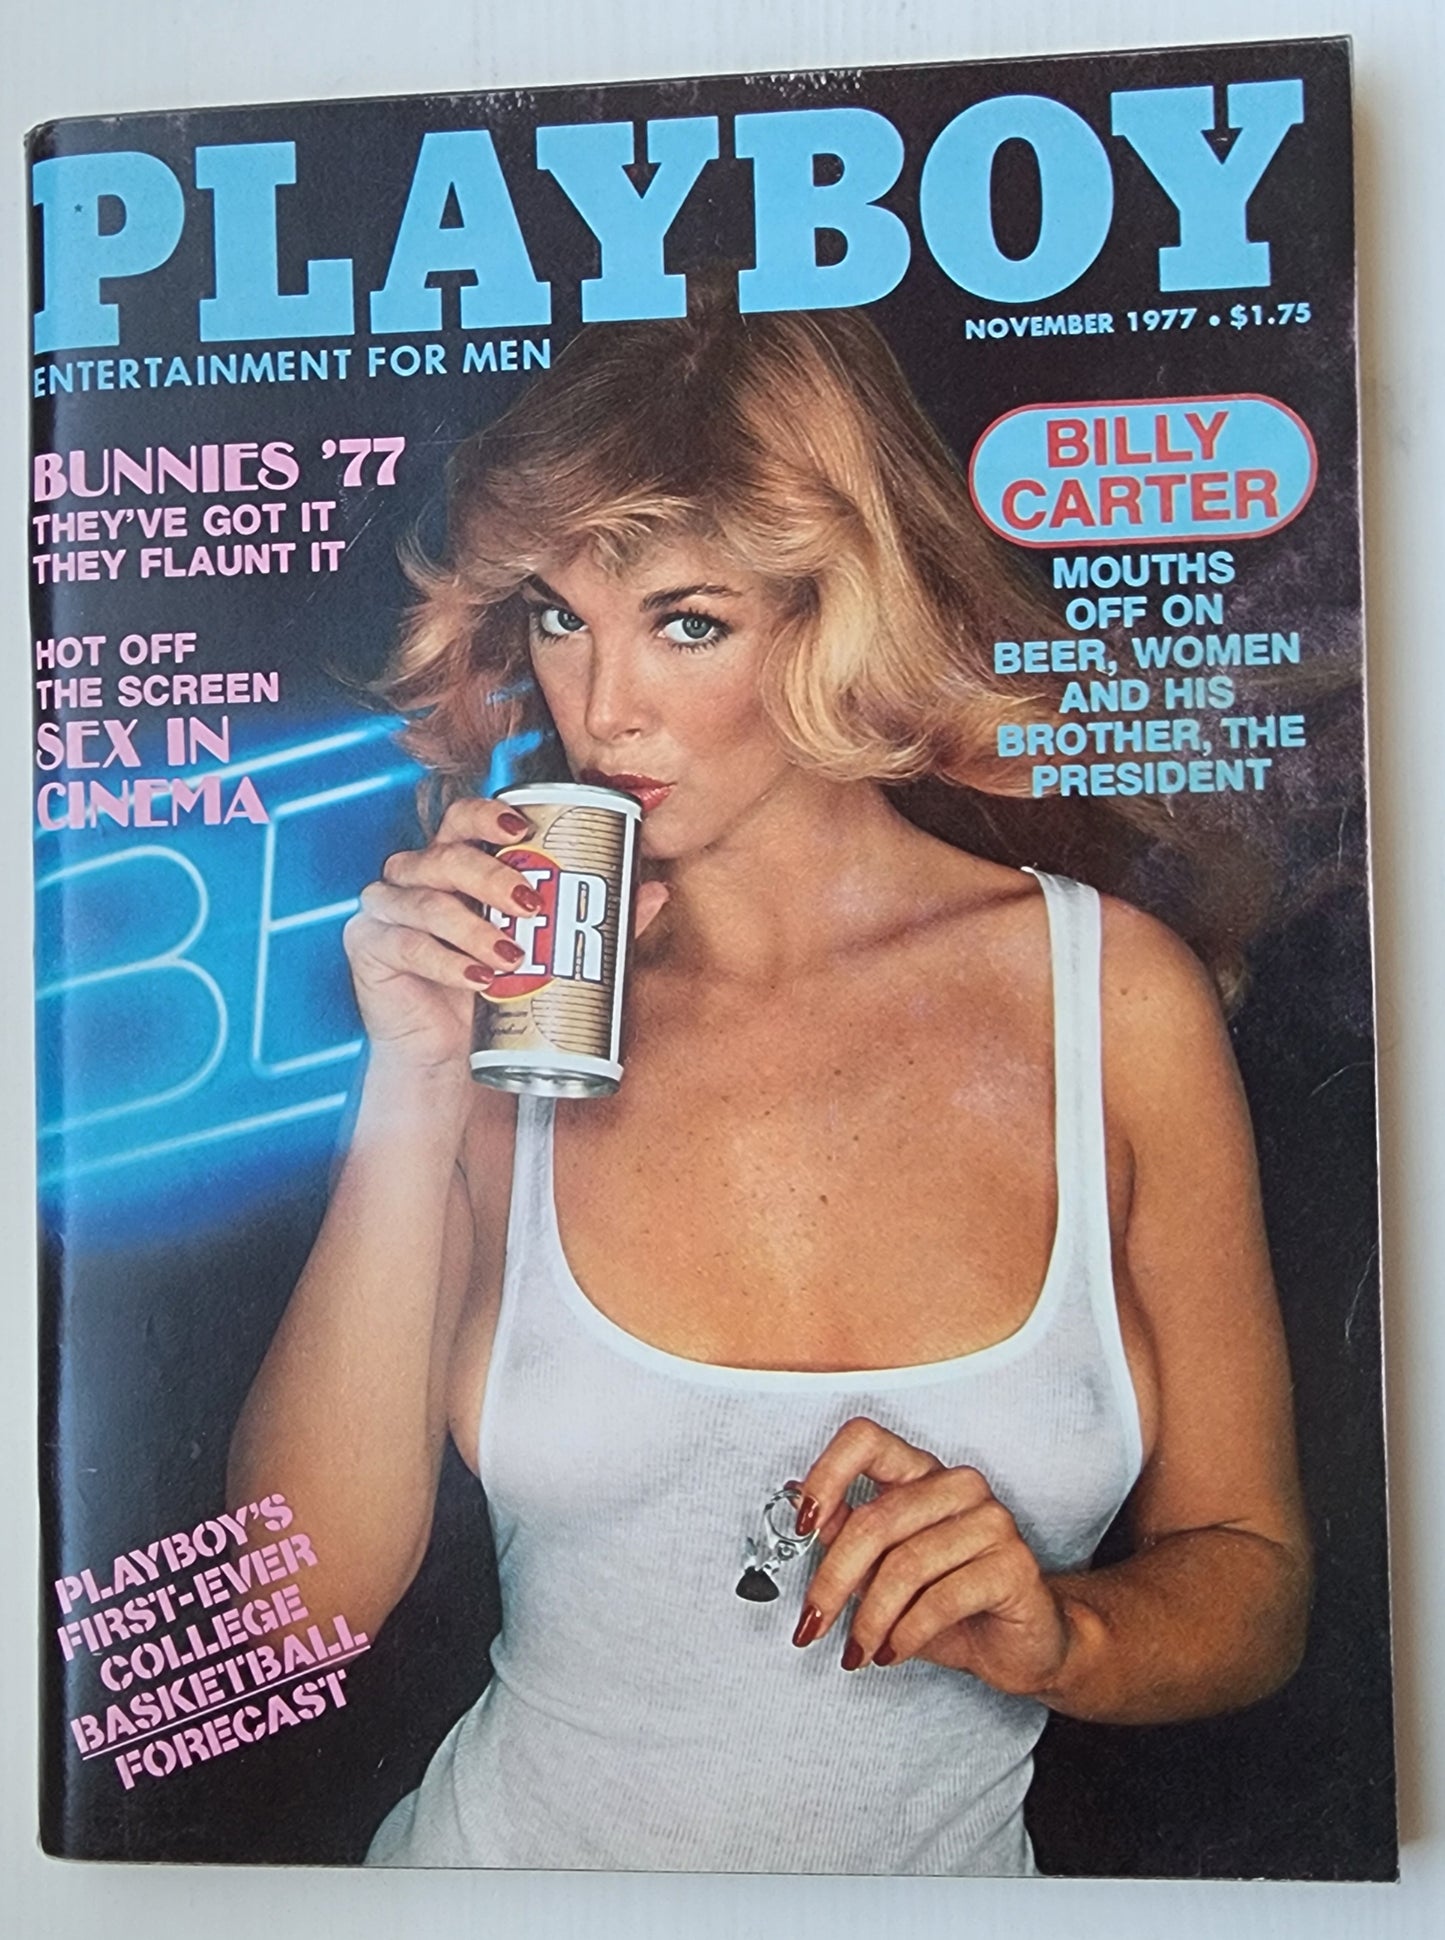 PLAYBOY
ENTERTAINMENT FOR MEN
NOVEMBER 1977 • $1.75
BUNNIES '77
THEY'VE GOT IT
THEY FLAUNT IT
HOT OFF
THE SCREEN
SEX IN
CINEMA
BILLY
CARTER
MOUTHS
OFF ON
BEER, WOMEN
AND HIS
BROTHER, THE
PRESIDENT
BE
PLAYBOY'S
FIRST-EVER
COLLEGE
BASKETBALL
FORECAST